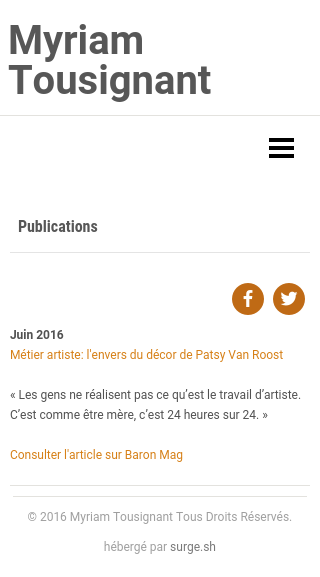 Myriam
Tousignant
Publications
Juin 2016
Métier artiste: l'envers du décor de Patsy Van Roost
« Les gens ne réalisent pas ce qu’est le travail d’artiste.
C’est comme être mère, c’est 24 heures sur 24. »
Consulter l'article sur Baron Mag
© 2016 Myriam Tousignant Tous Droits Réservés.
hébergé par surge.sh